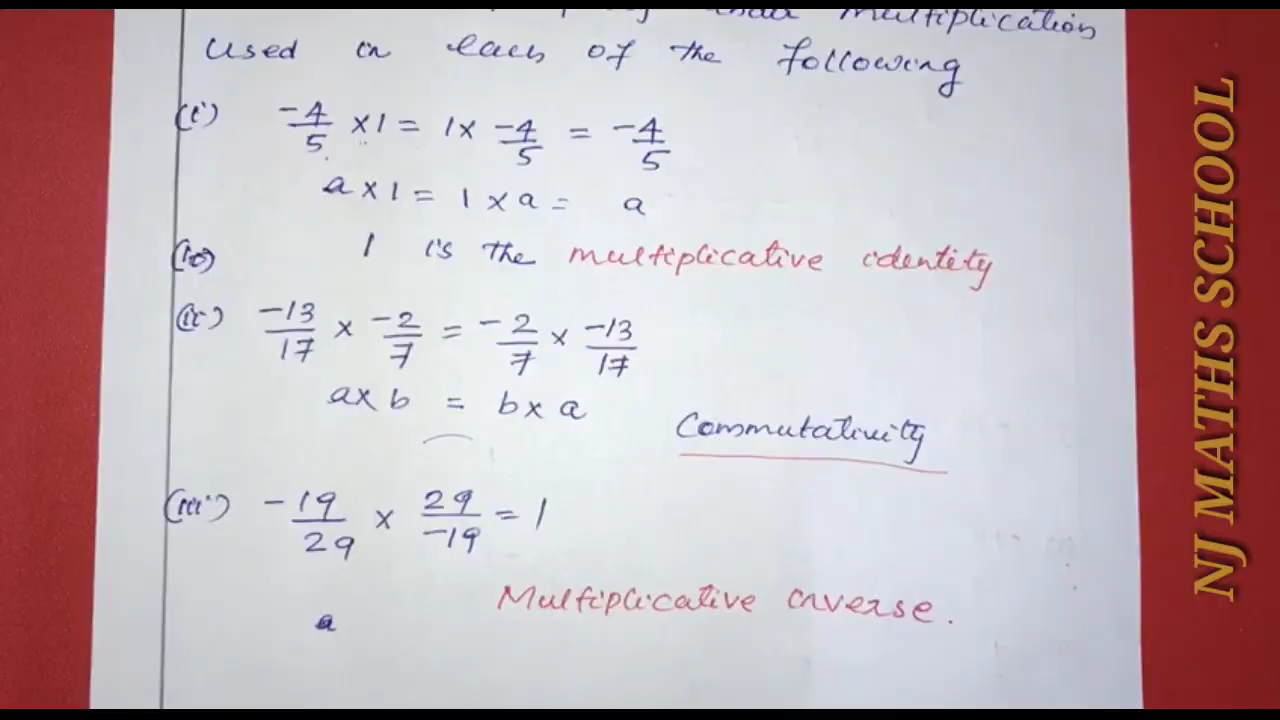 multiplication
used in each of the following
(i) -4/5 × 1 = 1 × -4/5 = -4/5
a × 1 = 1 × a = a
1 is the multiplicative identity
(ii) -13/17 × -2/7 = -2/7 × -13/17
a × b = b × a
Commutativity
(iii) -19/29 × 29/-19 = 1
Multiplicative inverse.
a
NJ MATHS SCHOOL